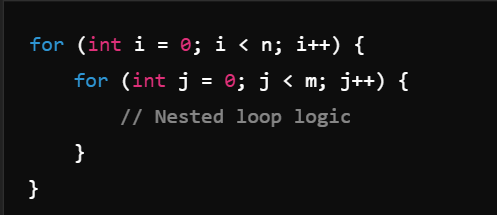 for (int i = 0; i < n; i++) {
    for (int j = 0; j < m; j++) {
        // Nested loop logic
    }
}